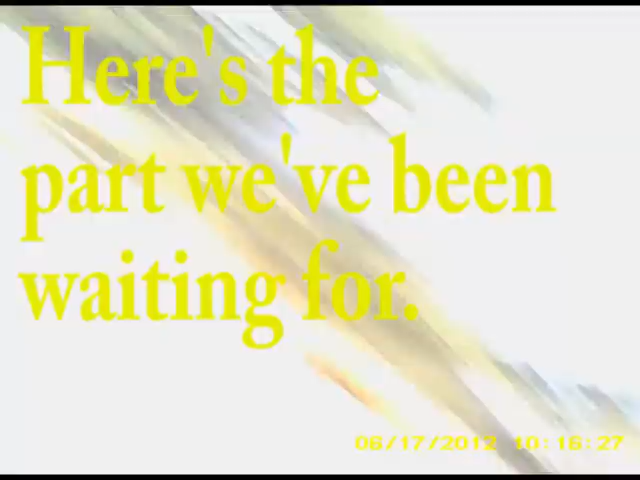 Here's the
part we've been
waiting for.
06/17/2012 10:16:27